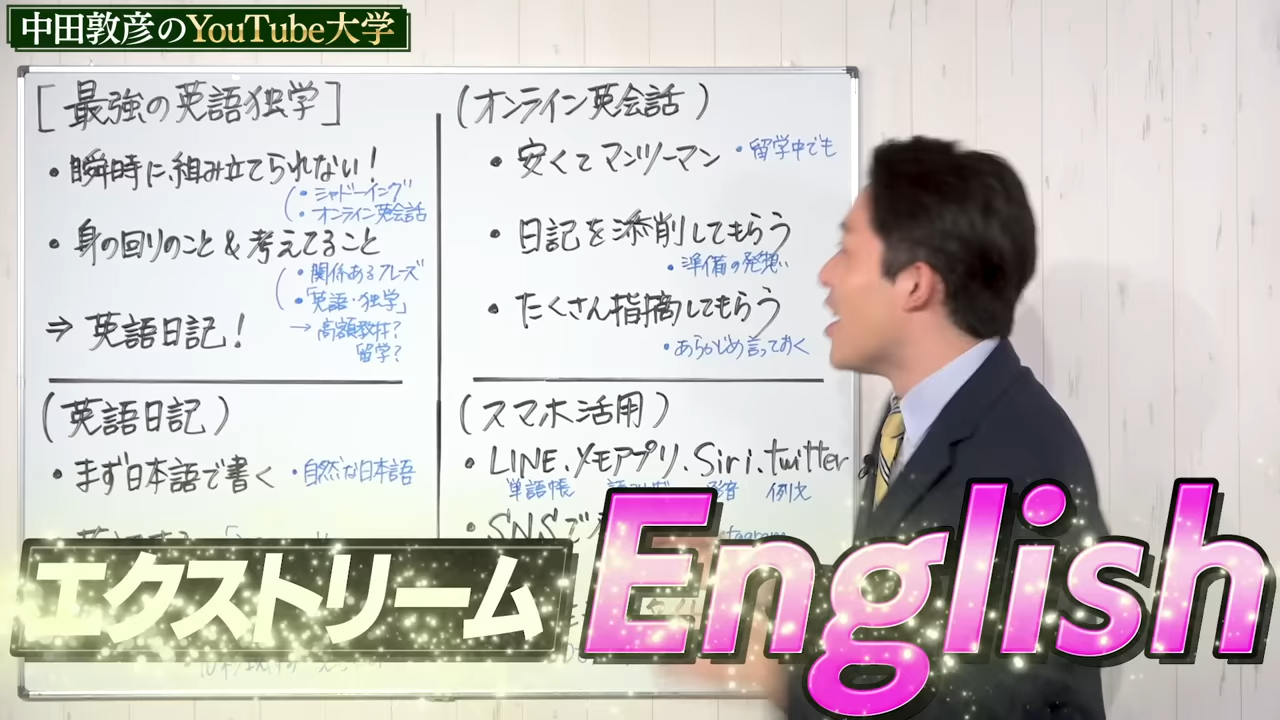 中田敦彦のYouTube大学
[最強の英語独学]
・瞬時に組み立てられない!
(・シャドーイング
・オンライン英会話
・身の回りのこと & 考えてること
(・関係あるフレーズ
・「英語・独学」
→ 高額教材?
留学?
⇒ 英語日記!
(英語日記)
・まず日本語で書く ・自然な日本語
(オンライン英会話)
・安くてマンツーマン ・留学中でも
・日記を添削してもらう
・準備の発想
・たくさん指摘してもらう
・あらかじめ言っておく
(スマホ活用)
・LINE、メモアプリ、Siri、twitter
単語帳 例文
・SNSで
エクストリーム English